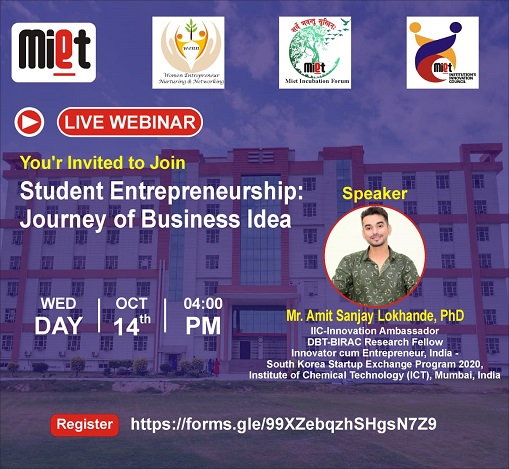 miet
wenn
Women Entrepreneur
Nurturing & Networking
सर्वे भवन्तु सुखिनः
Miet Incubation Forum
miet
INSTITUTION'S
INNOVATION
COUNCIL
LIVE WEBINAR
You'r Invited to Join
Student Entrepreneurship:
Journey of Business Idea
Speaker
WED
DAY
OCT
14th
04:00
PM
Mr. Amit Sanjay Lokhande, PhD
IIC-Innovation Ambassador
DBT-BIRAC Research Fellow
Innovator cum Entrepreneur, India -
South Korea Startup Exchange Program 2020,
Institute of Chemical Technology (ICT), Mumbai, India
Register https://forms.gle/99XZebqzhSHgsN7Z9